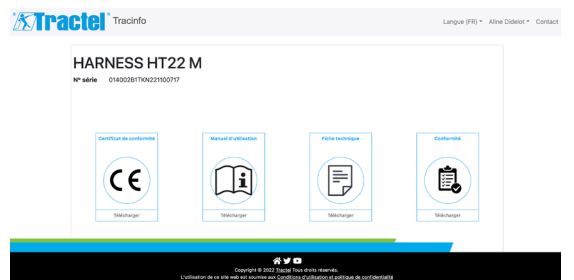 Tractel® Tracinfo
Langue (FR) Aline Didelot Contact
HARNESS HT22 M
N° série 014002B1TKN221100717
Certificat de conformité
Manuel d'utilisation
Fiche technique
Conformité
CE
i
Télécharger
Télécharger
Télécharger
Télécharger
Copyright © 2022 Tractel Tous droits réservés.
L'utilisation de ce site web est soumise aux Conditions d'utilisation et politique de confidentialité